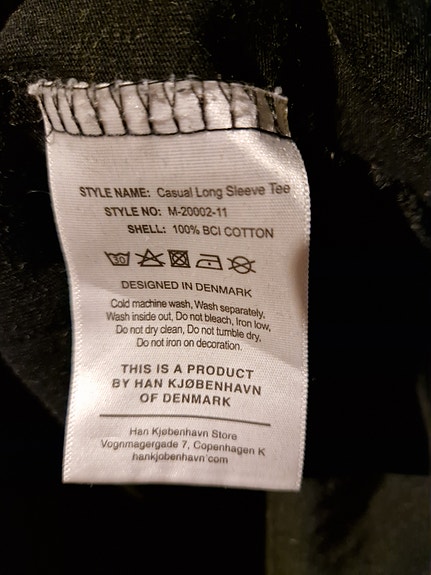 STYLE NAME: Casual Long Sleeve Tee
STYLE NO: M-20002-11
SHELL: 100% BCI COTTON
30
DESIGNED IN DENMARK
Cold machine wash, Wash separately.
Wash inside out, Do not bleach, Iron low,
Do not dry clean, Do not tumble dry,
Do not iron on decoration.
THIS IS A PRODUCT
BY HAN KJØBENHAVN
OF DENMARK
Han Kjøbenhavn Store
Vognmagergade 7, Copenhagen K
hankjobenhavn.com